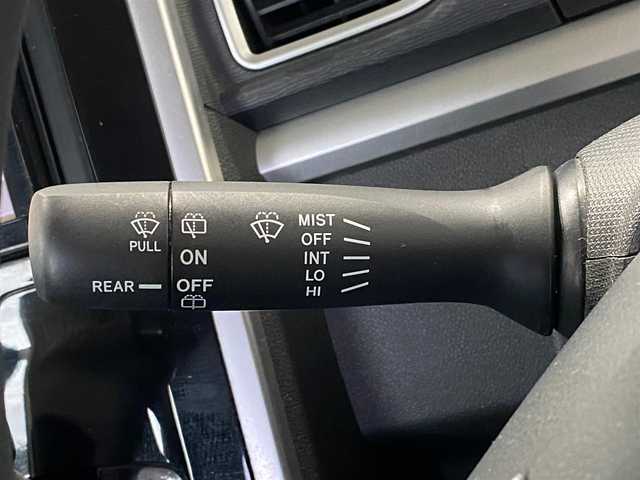 PULL
REAR
ON
OFF
MIST
OFF
INT
LO
HI